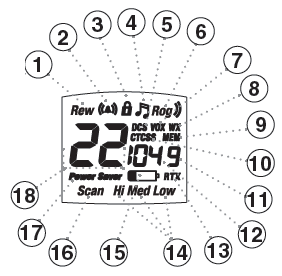 3 4 5
2 6
1 7
8
Rew Rog
DCS VOX WX
CTCSS MEM
22 1049
9
10
Power Saver RTX
Scan Hi Med Low
18 11
17 12
16 15 14 13